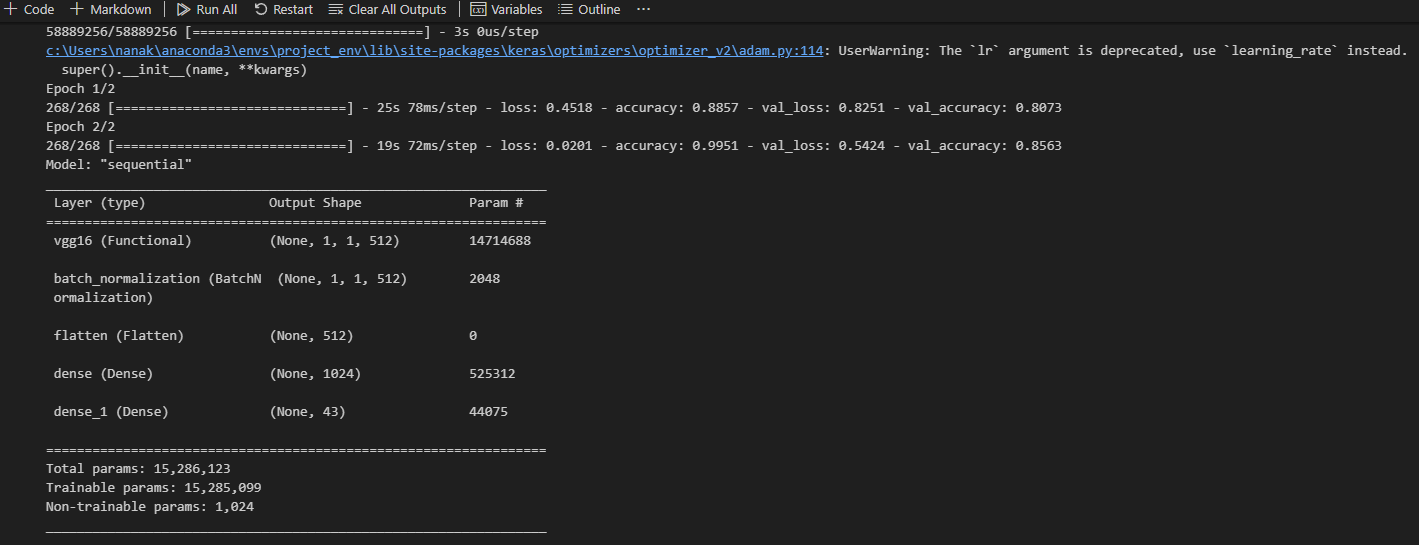 Code Markdown Run All Restart Clear All Outputs Variables Outline ...
58889256/58889256 [==============================] - 3s 0us/step
c:\Users\nanak\anaconda3\envs\project_env\lib\site-packages\keras\optimizers\optimizer_v2\adam.py:114: UserWarning: The `lr` argument is deprecated, use `learning_rate` instead.
  super().__init__(name, **kwargs)
Epoch 1/2
268/268 [==============================] - 25s 78ms/step - loss: 0.4518 - accuracy: 0.8857 - val_loss: 0.8251 - val_accuracy: 0.8073
Epoch 2/2
268/268 [==============================] - 19s 72ms/step - loss: 0.0201 - accuracy: 0.9951 - val_loss: 0.5424 - val_accuracy: 0.8563
Model: "sequential"
_________________________________________________________________
 Layer (type)                Output Shape              Param #
=================================================================
 vgg16 (Functional)          (None, 1, 1, 512)         14714688
 batch_normalization (BatchN  (None, 1, 1, 512)        2048
 ormalization)
 flatten (Flatten)           (None, 512)               0
 dense (Dense)               (None, 1024)              525312
 dense_1 (Dense)             (None, 43)                44075
=================================================================
Total params: 15,286,123
Trainable params: 15,285,099
Non-trainable params: 1,024
_________________________________________________________________